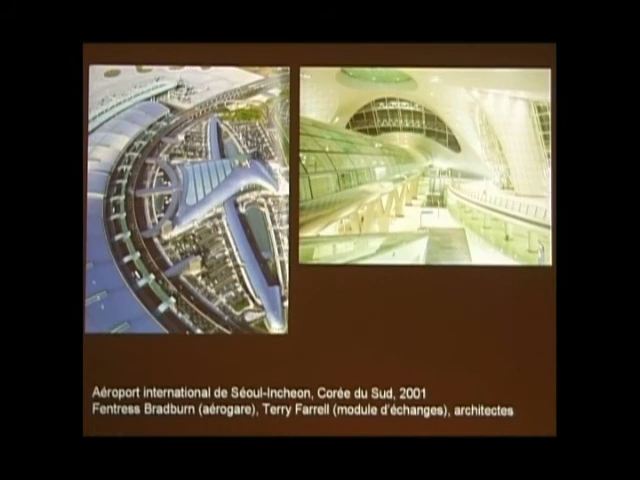 Aéroport international de Séoul-Incheon, Corée du Sud, 2001
Fentress Bradburn (aérogare), Terry Farrell (module d'échanges), architectes